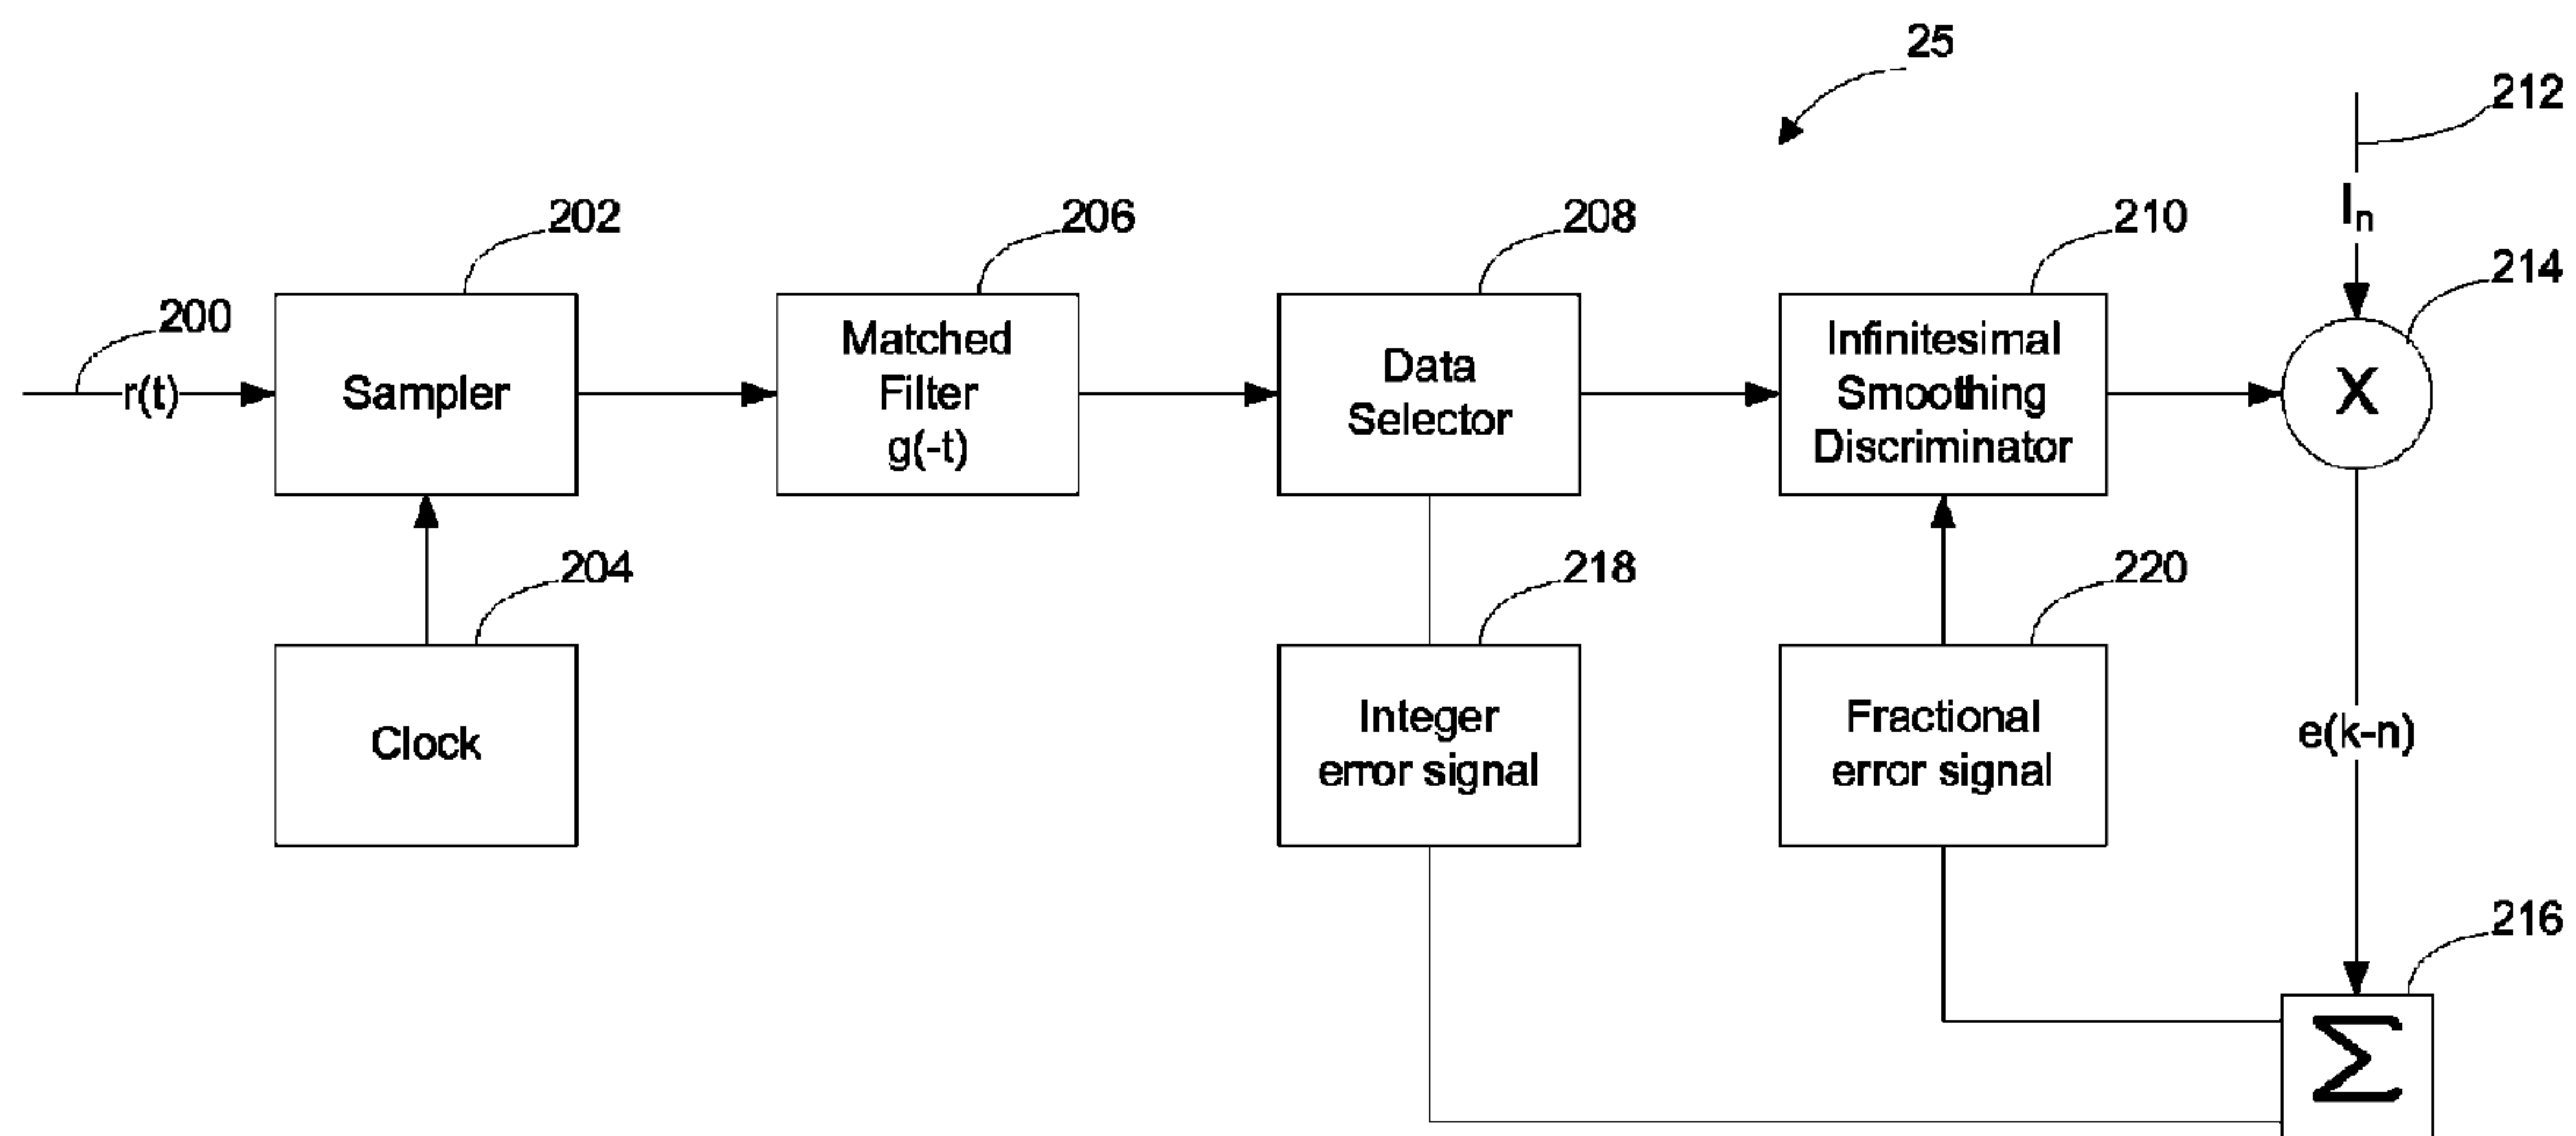 25
212
202
206
208
210
I_n
214
200
r(t)
Sampler
Matched
Filter
g(-t)
Data
Selector
Infinitesimal
Smoothing
Discriminator
X
204
218
220
Clock
Integer
error signal
Fractional
error signal
e(k-n)
216
Σ